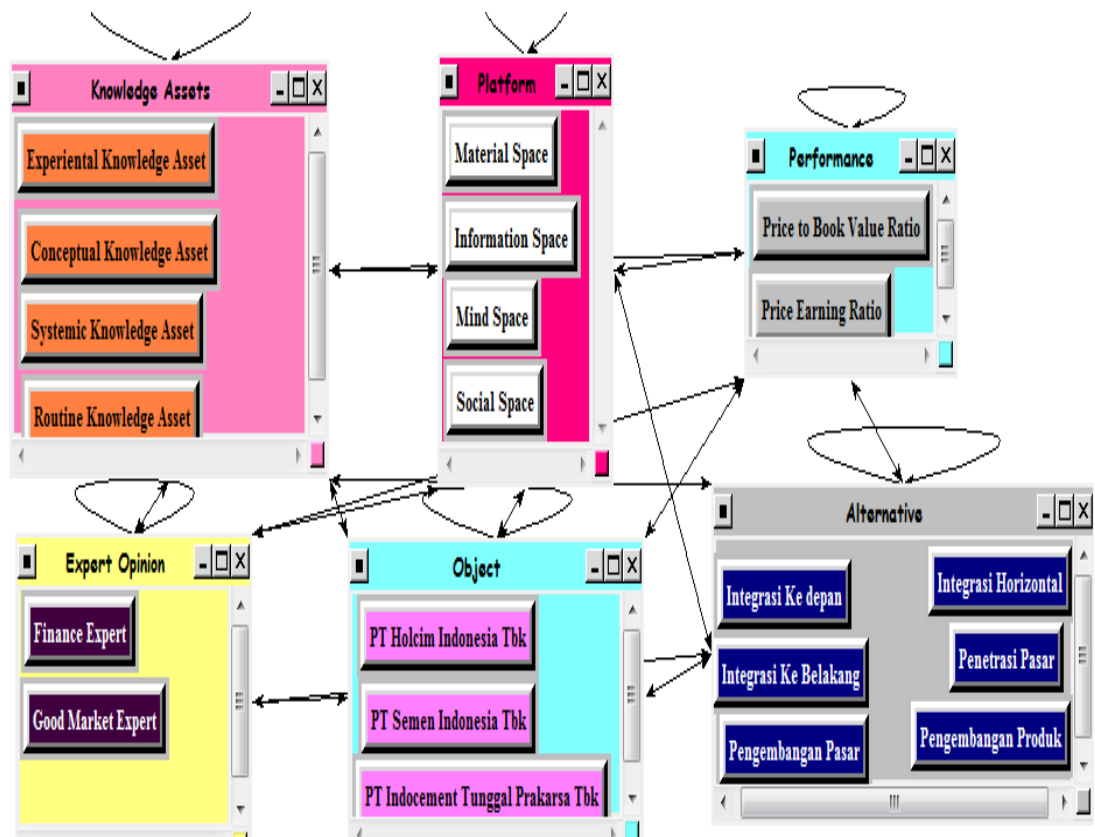 Knowledge Assets
Experiental Knowledge Asset
Conceptual Knowledge Asset
Systemic Knowledge Asset
Routine Knowledge Asset
Platform
Material Space
Information Space
Mind Space
Social Space
Performance
Price to Book Value Ratio
Price Earning Ratio
Expert Opinion
Finance Expert
Good Market Expert
Object
PT Holcim Indonesia Tbk
PT Semen Indonesia Tbk
PT Indocement Tunggal Prakarsa Tbk
Alternative
Integrasi Ke depan
Integrasi Horizontal
Integrasi Ke Belakang
Penetrasi Pasar
Pengembangan Pasar
Pengembangan Produk